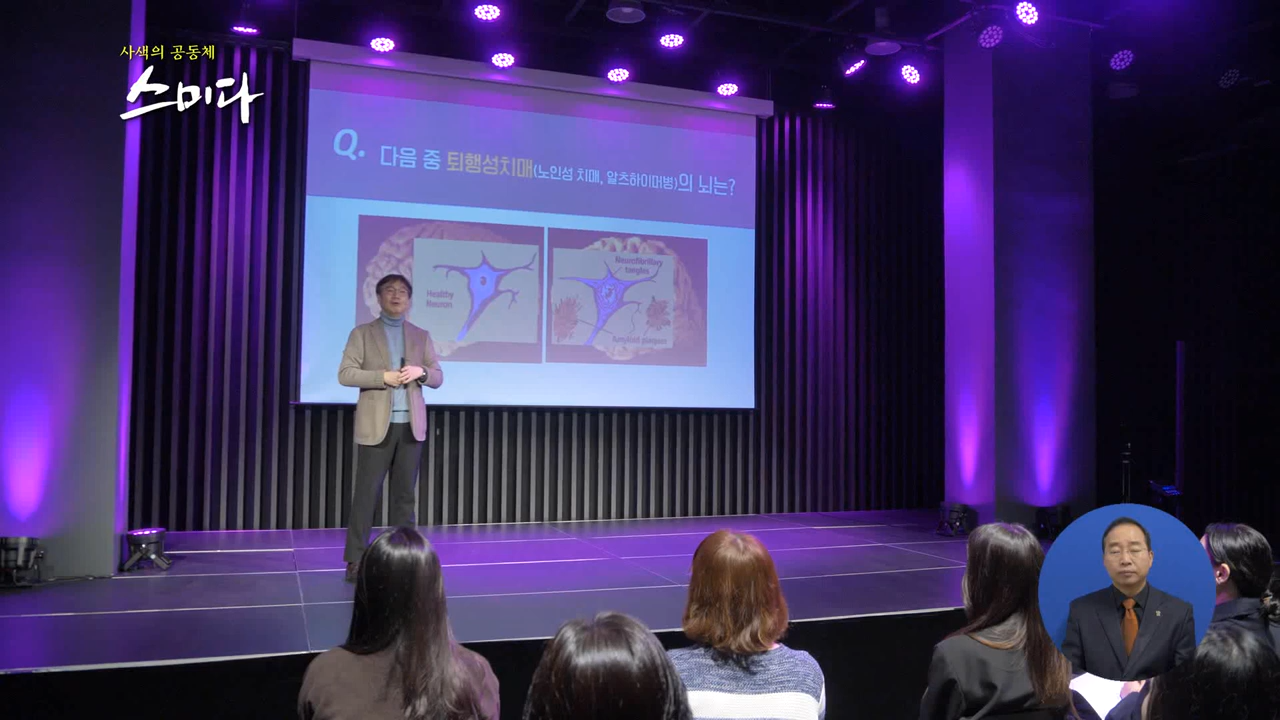 사색의 공동체
스미다
Q. 다음 중 퇴행성치매(노인성 치매, 알츠하이머병)의 뇌는?
Healthy
Neuron
Neurofibrillary
tangles
Amyloid plaques